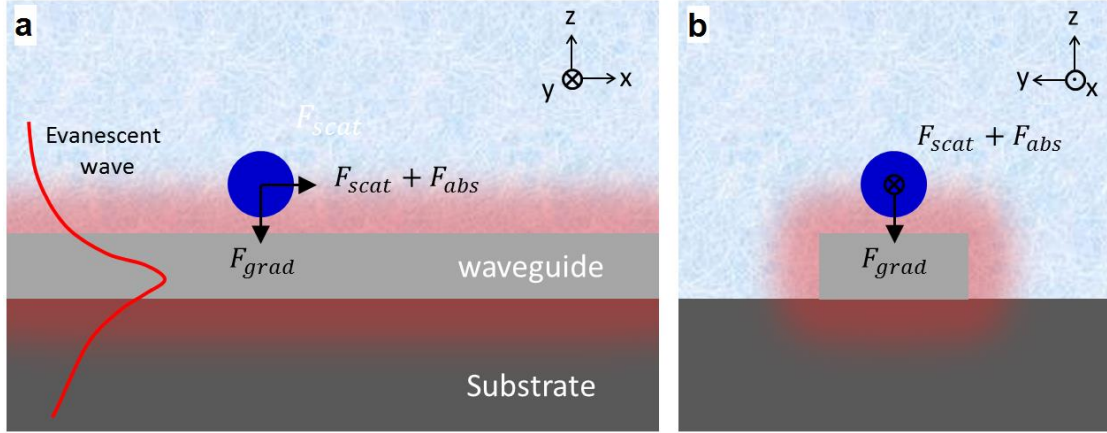 a
z
y
x
F_scat
Evanescent
wave
F_scat + F_abs
F_grad
waveguide
Substrate
b
z
y
x
F_scat + F_abs
F_grad